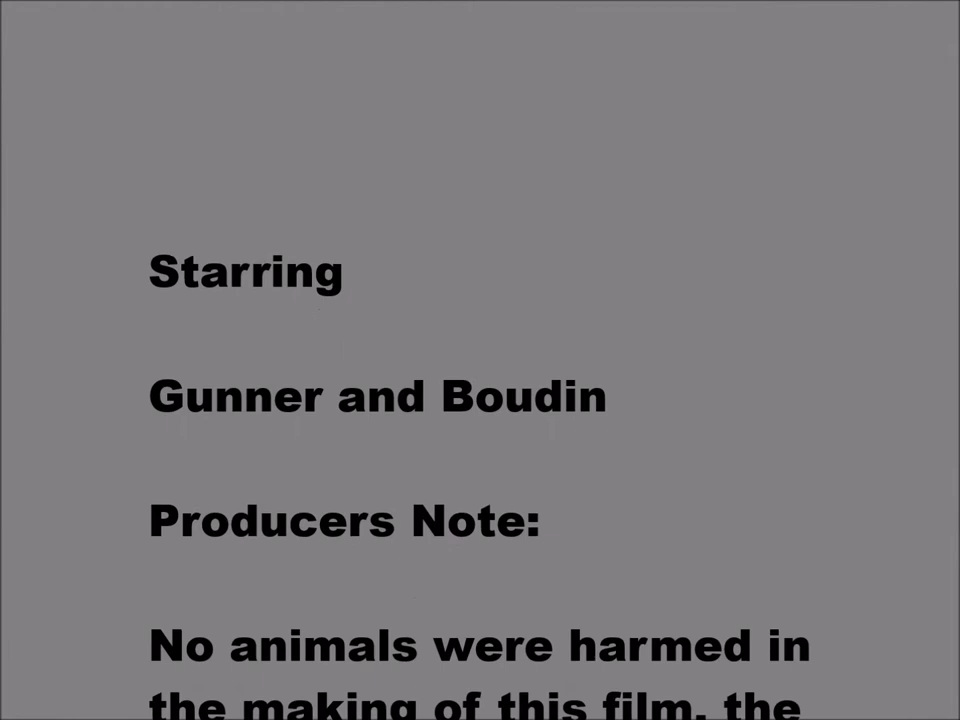 Starring
Gunner and Boudin
Producers Note:
No animals were harmed in
the making of this film, the